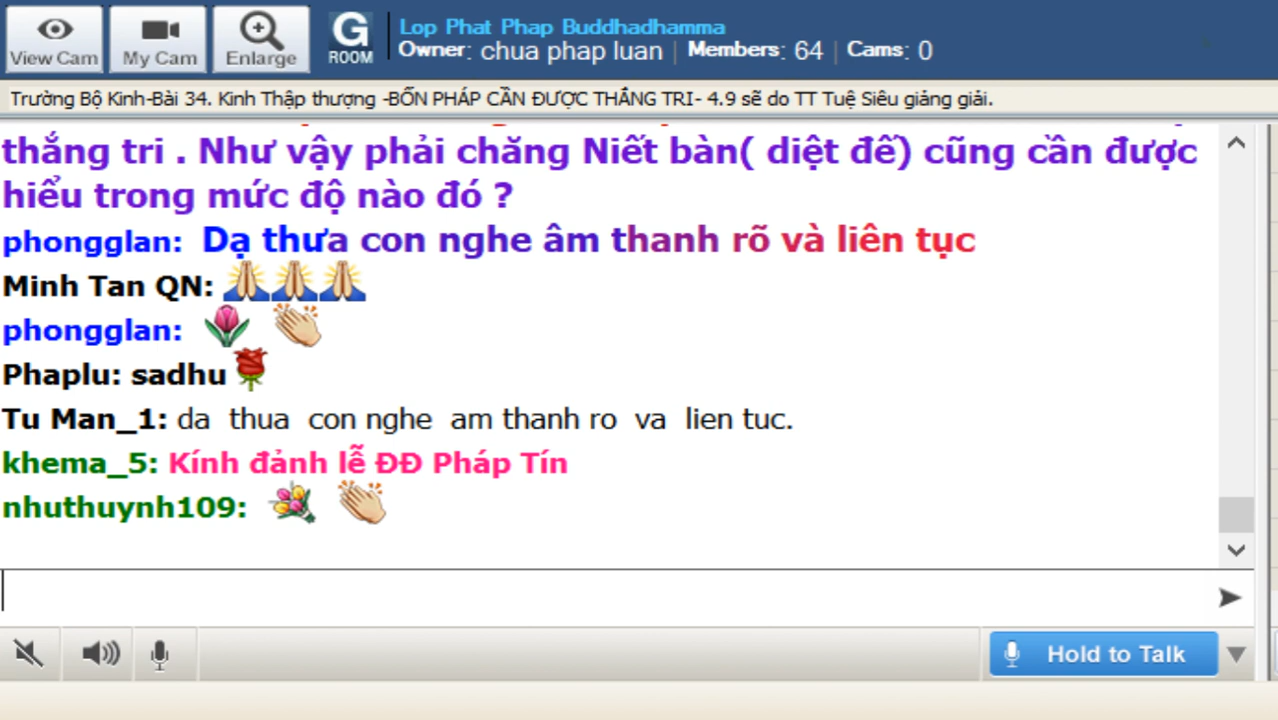 View Cam
My Cam
Enlarge
G
ROOM
Lop Phat Phap Buddhadhamma
Owner: chua phap luan | Members: 64 | Cams: 0
Trường Bộ Kinh-Bài 34. Kinh Thập thượng -BỐN PHÁP CẦN ĐƯỢC THẮNG TRI- 4.9 sẽ do TT Tuệ Siêu giảng giải.
thắng tri . Như vậy phải chăng Niết bàn( diệt đế) cũng cần được
hiểu trong mức độ nào đó ?
phongglan: Dạ thưa con nghe âm thanh rõ và liên tục
Minh Tan QN: 🙏🙏🙏
phongglan: 🌷 👏
Phaplu: sadhu🌹
Tu Man_1: da thua con nghe am thanh ro va lien tuc.
khema_5: Kính đảnh lễ ĐĐ Pháp Tín
nhuthuynh109: 💐 👏
Hold to Talk